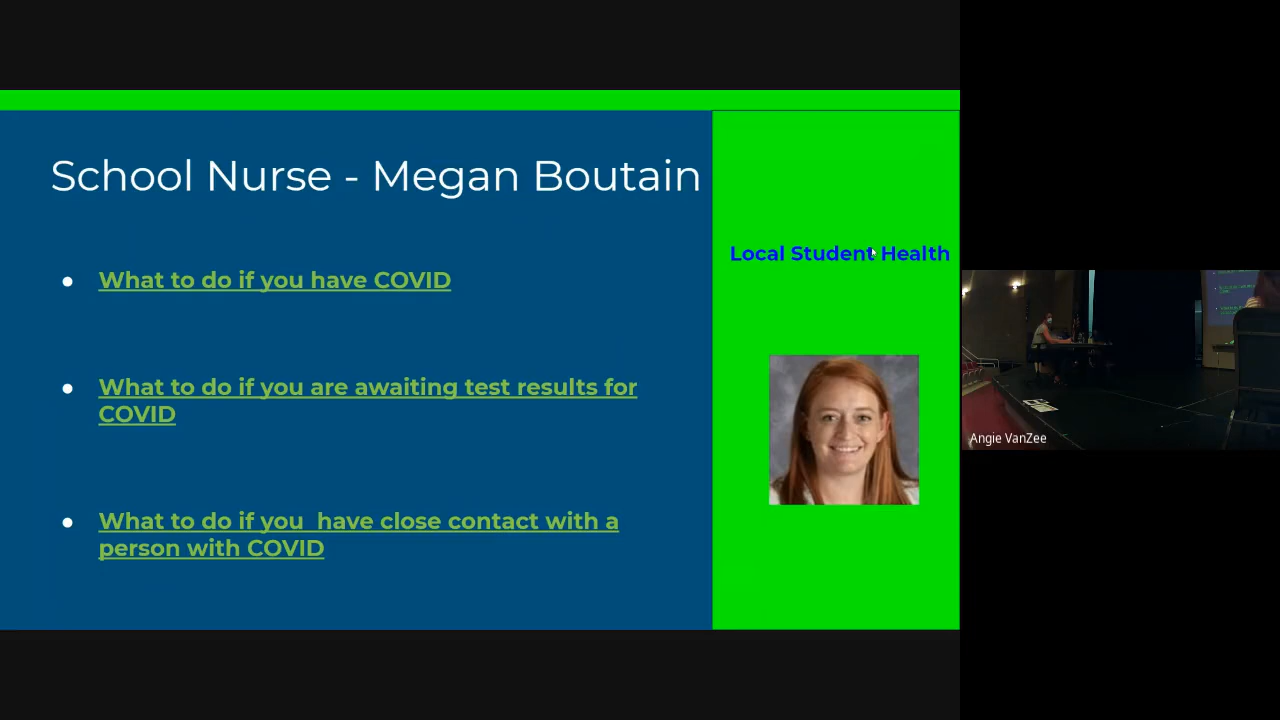 School Nurse - Megan Boutain
What to do if you have COVID
What to do if you are awaiting test results for
COVID
What to do if you  have close contact with a
person with COVID
Local Student Health
Angie VanZee